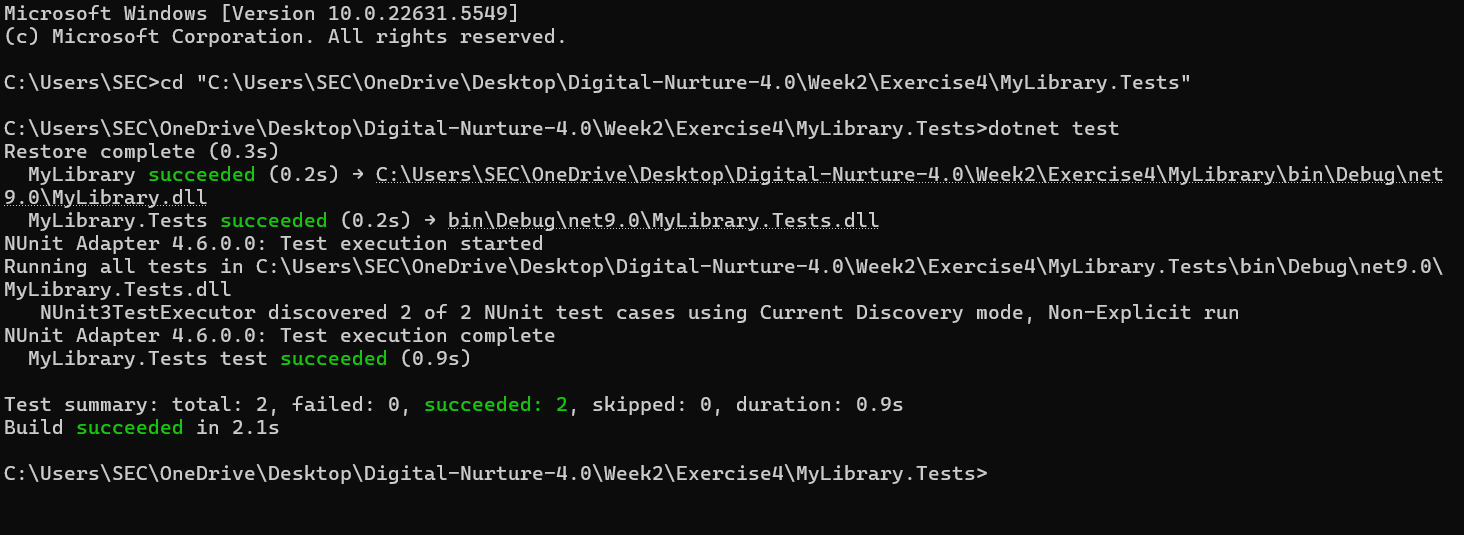 Microsoft Windows [Version 10.0.22631.5549]
(c) Microsoft Corporation. All rights reserved.
C:\Users\SEC>cd "C:\Users\SEC\OneDrive\Desktop\Digital-Nurture-4.0\Week2\Exercise4\MyLibrary.Tests"
C:\Users\SEC\OneDrive\Desktop\Digital-Nurture-4.0\Week2\Exercise4\MyLibrary.Tests>dotnet test
Restore complete (0.3s)
  MyLibrary succeeded (0.2s) → C:\Users\SEC\OneDrive\Desktop\Digital-Nurture-4.0\Week2\Exercise4\MyLibrary\bin\Debug\net
9.0\MyLibrary.dll
  MyLibrary.Tests succeeded (0.2s) → bin\Debug\net9.0\MyLibrary.Tests.dll
NUnit Adapter 4.6.0.0: Test execution started
Running all tests in C:\Users\SEC\OneDrive\Desktop\Digital-Nurture-4.0\Week2\Exercise4\MyLibrary.Tests\bin\Debug\net9.0\
MyLibrary.Tests.dll
   NUnit3TestExecutor discovered 2 of 2 NUnit test cases using Current Discovery mode, Non-Explicit run
NUnit Adapter 4.6.0.0: Test execution complete
  MyLibrary.Tests test succeeded (0.9s)
Test summary: total: 2, failed: 0, succeeded: 2, skipped: 0, duration: 0.9s
Build succeeded in 2.1s
C:\Users\SEC\OneDrive\Desktop\Digital-Nurture-4.0\Week2\Exercise4\MyLibrary.Tests>